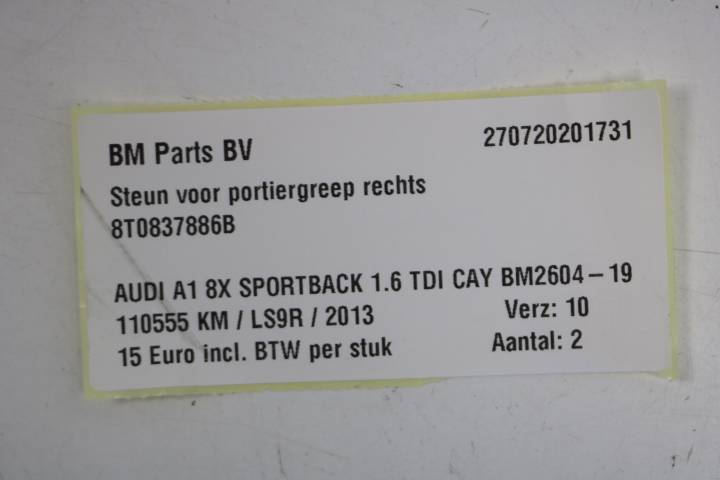 BM Parts BV 270720201731
Steun voor portiergreep rechts
8T0837886B
AUDI A1 8X SPORTBACK 1.6 TDI CAY BM2604-19
110555 KM / LS9R / 2013 Verz: 10
15 Euro incl. BTW per stuk Aantal: 2